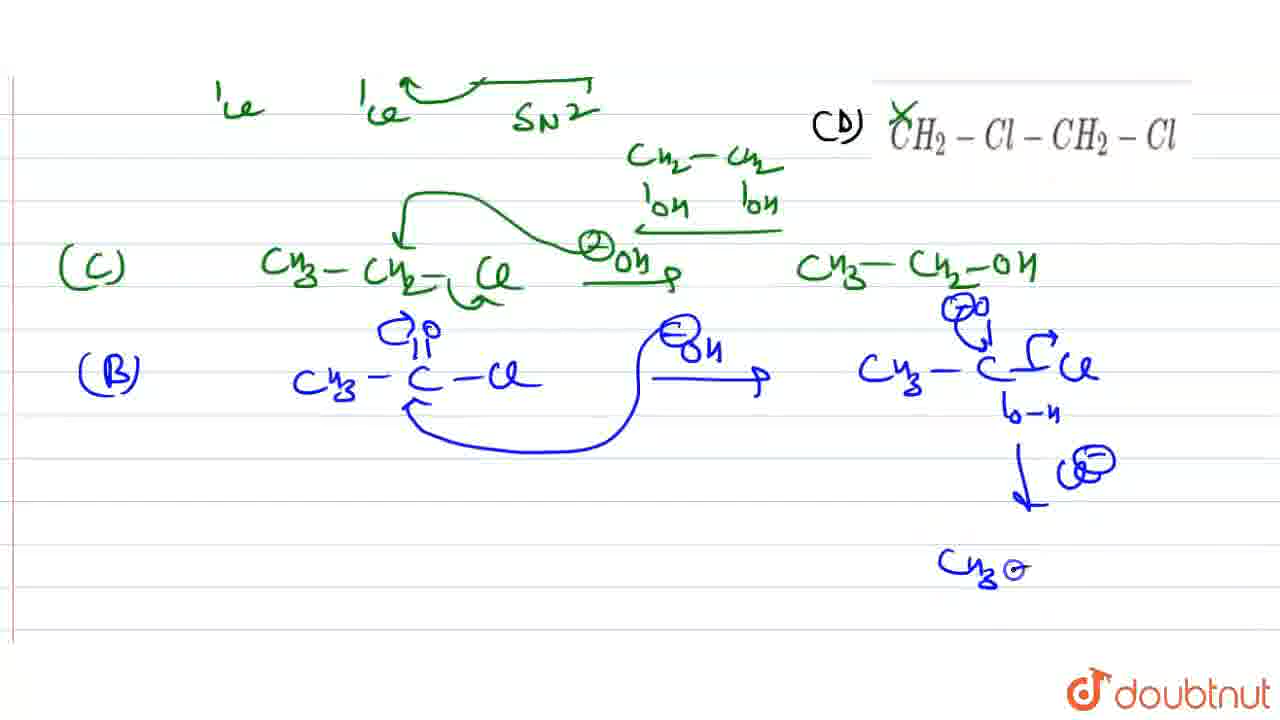 Cl Cl SN2
(D) CH2 – Cl – CH2 – Cl
CH2 – CH2
OH OH
(C) CH3 – CH2 – Cl ⊖OH CH3 – CH2 – OH
(B) CH3 – C – Cl ⊖OH CH3 – C – Cl
O ⊖O
O – H
Cl⊖
CH3
doubtnut